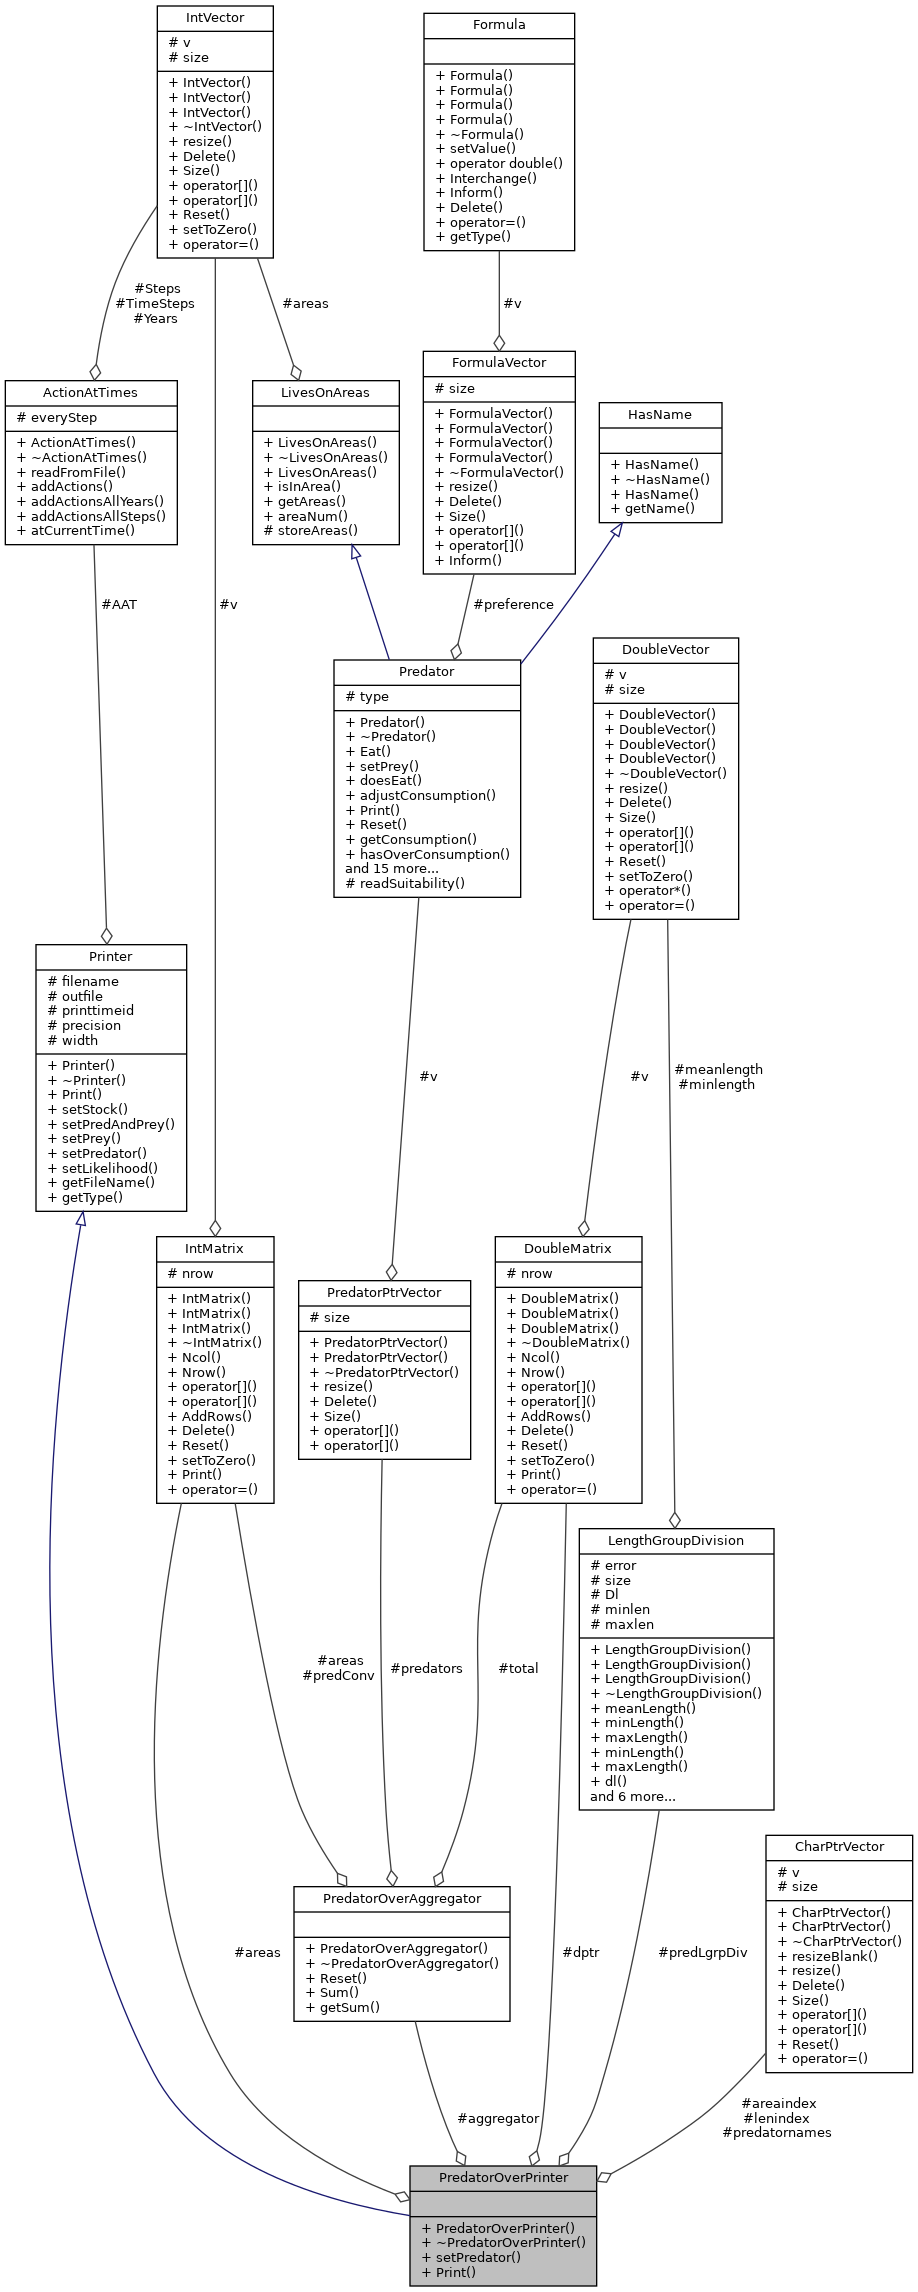 IntVector
# v
# size
+ IntVector()
+ IntVector()
+ IntVector()
+ ~IntVector()
+ resize()
+ Delete()
+ Size()
+ operator[]()
+ operator[]()
+ Reset()
+ setToZero()
+ operator=()
Formula
+ Formula()
+ Formula()
+ Formula()
+ Formula()
+ ~Formula()
+ setValue()
+ operator double()
+ Interchange()
+ Inform()
+ Delete()
+ operator=()
+ getType()
#Steps
#TimeSteps
#Years
#areas
#v
ActionAtTimes
# everyStep
+ ActionAtTimes()
+ ~ActionAtTimes()
+ readFromFile()
+ addActions()
+ addActionsAllYears()
+ addActionsAllSteps()
+ atCurrentTime()
LivesOnAreas
+ LivesOnAreas()
+ ~LivesOnAreas()
+ LivesOnAreas()
+ isInArea()
+ getAreas()
+ areaNum()
# storeAreas()
FormulaVector
# size
+ FormulaVector()
+ FormulaVector()
+ FormulaVector()
+ FormulaVector()
+ ~FormulaVector()
+ resize()
+ Delete()
+ Size()
+ operator[]()
+ operator[]()
+ Inform()
HasName
+ HasName()
+ ~HasName()
+ HasName()
+ getName()
#AAT
#v
#preference
Predator
# type
+ Predator()
+ ~Predator()
+ Eat()
+ setPrey()
+ doesEat()
+ adjustConsumption()
+ Print()
+ Reset()
+ getConsumption()
+ hasOverConsumption()
and 15 more...
# readSuitability()
DoubleVector
# v
# size
+ DoubleVector()
+ DoubleVector()
+ DoubleVector()
+ DoubleVector()
+ ~DoubleVector()
+ resize()
+ Delete()
+ Size()
+ operator[]()
+ operator[]()
+ Reset()
+ setToZero()
+ operator*()
+ operator=()
Printer
# filename
# outfile
# printtimeid
# precision
# width
+ Printer()
+ ~Printer()
+ Print()
+ setStock()
+ setPredAndPrey()
+ setPrey()
+ setPredator()
+ setLikelihood()
+ getFileName()
+ getType()
#v
#v
#meanlength
#minlength
IntMatrix
# nrow
+ IntMatrix()
+ IntMatrix()
+ IntMatrix()
+ ~IntMatrix()
+ Ncol()
+ Nrow()
+ operator[]()
+ operator[]()
+ AddRows()
+ Delete()
+ Reset()
+ setToZero()
+ Print()
+ operator=()
PredatorPtrVector
# size
+ PredatorPtrVector()
+ PredatorPtrVector()
+ ~PredatorPtrVector()
+ resize()
+ Delete()
+ Size()
+ operator[]()
+ operator[]()
DoubleMatrix
# nrow
+ DoubleMatrix()
+ DoubleMatrix()
+ DoubleMatrix()
+ ~DoubleMatrix()
+ Ncol()
+ Nrow()
+ operator[]()
+ operator[]()
+ AddRows()
+ Delete()
+ Reset()
+ setToZero()
+ Print()
+ operator=()
LengthGroupDivision
# error
# size
# Dl
# minlen
# maxlen
+ LengthGroupDivision()
+ LengthGroupDivision()
+ LengthGroupDivision()
+ ~LengthGroupDivision()
+ meanLength()
+ minLength()
+ maxLength()
+ minLength()
+ maxLength()
+ dl()
and 6 more...
#areas
#predConv
#predators
#total
CharPtrVector
# v
# size
+ CharPtrVector()
+ CharPtrVector()
+ ~CharPtrVector()
+ resizeBlank()
+ resize()
+ Delete()
+ Size()
+ operator[]()
+ operator[]()
+ Reset()
+ operator=()
PredatorOverAggregator
+ PredatorOverAggregator()
+ ~PredatorOverAggregator()
+ Reset()
+ Sum()
+ getSum()
#areas
#dptr
#predLgrpDiv
#aggregator
#areaindex
#lenindex
#predatornames
PredatorOverPrinter
+ PredatorOverPrinter()
+ ~PredatorOverPrinter()
+ setPredator()
+ Print()